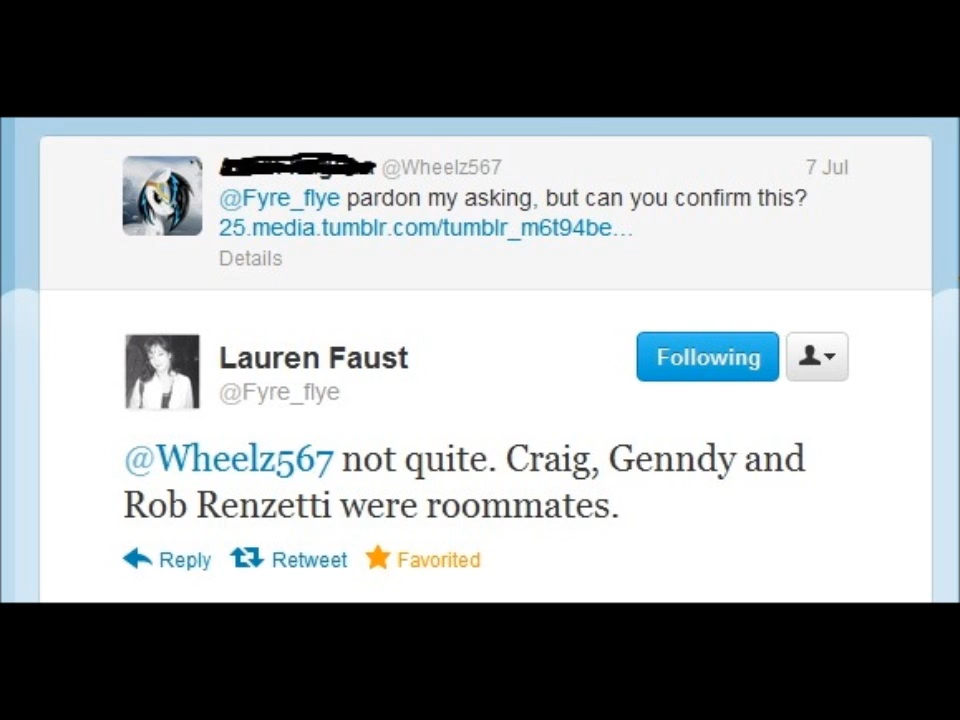 @Wheelz567 7 Jul
@Fyre_flye pardon my asking, but can you confirm this?
25.media.tumblr.com/tumblr_m6t94be...
Details
Lauren Faust Following
@Fyre_flye
@Wheelz567 not quite. Craig, Genndy and
Rob Renzetti were roommates.
Reply Retweet Favorited